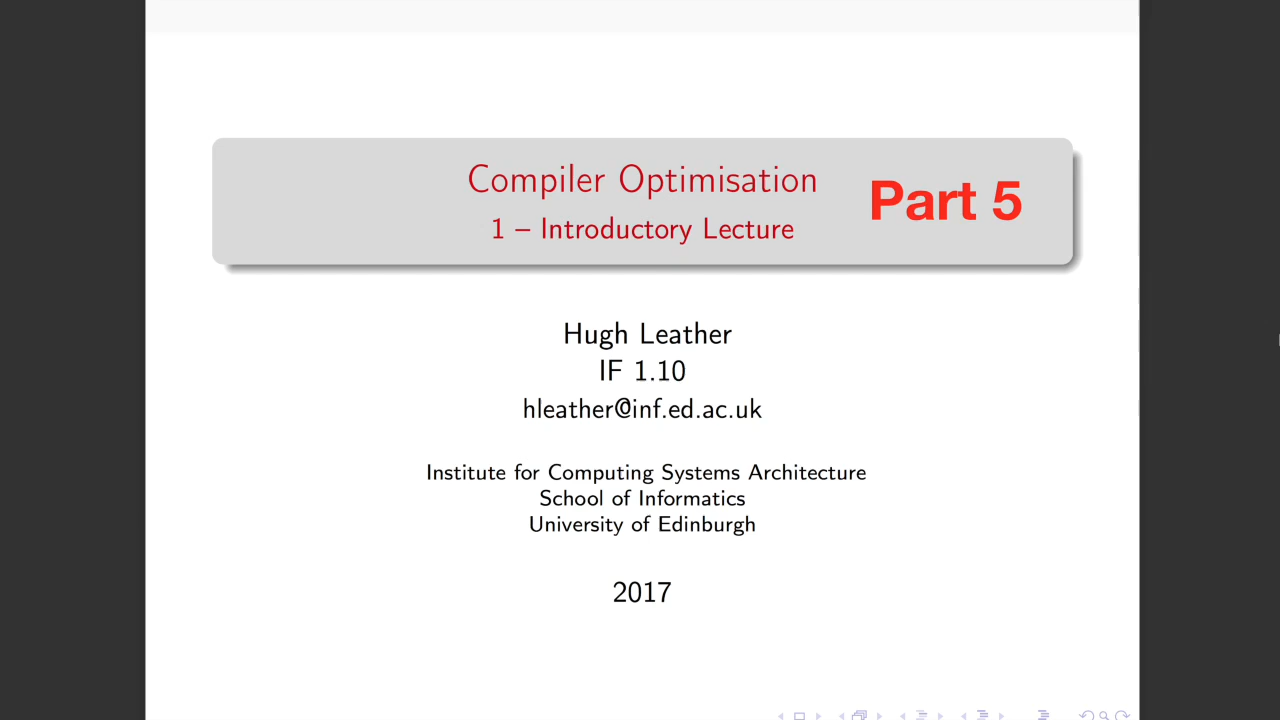 Compiler Optimisation
Part 5
1 – Introductory Lecture
Hugh Leather
IF 1.10
hleather@inf.ed.ac.uk
Institute for Computing Systems Architecture
School of Informatics
University of Edinburgh
2017